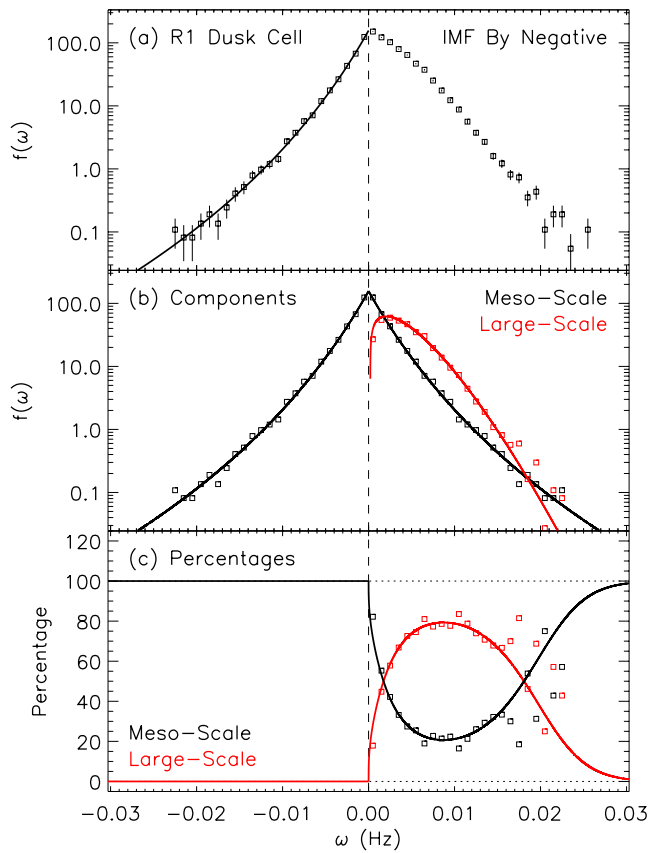 (a) R1 Dusk Cell
IMF By Negative
100.0
10.0
1.0
0.1
f(ω)
(b) Components
Meso-Scale
Large-Scale
100.0
10.0
1.0
0.1
f(ω)
(c) Percentages
120
100
80
60
40
20
0
Percentage
Meso-Scale
Large-Scale
-0.03 -0.02 -0.01 0.00 0.01 0.02 0.03
ω (Hz)